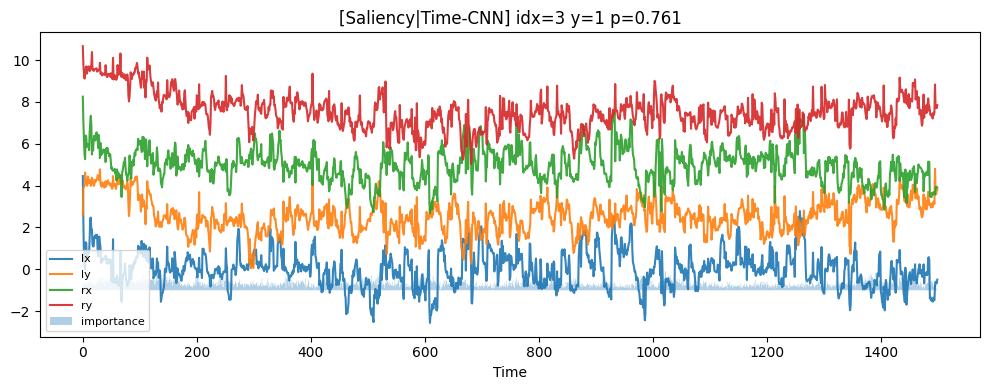 [Saliency|Time-CNN] idx=3 y=1 p=0.761
10
8
6
4
2
0
−2
lx
ly
rx
ry
importance
0 200 400 600 800 1000 1200 1400
Time